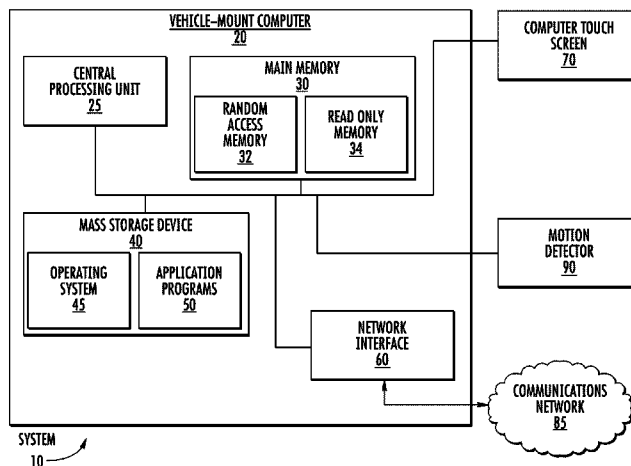 VEHICLE-MOUNT COMPUTER
20
CENTRAL
PROCESSING UNIT
25
MAIN MEMORY
30
RANDOM
ACCESS
MEMORY
32
READ ONLY
MEMORY
34
COMPUTER TOUCH
SCREEN
70
MASS STORAGE DEVICE
40
OPERATING
SYSTEM
45
APPLICATION
PROGRAMS
50
MOTION
DETECTOR
90
NETWORK
INTERFACE
60
COMMUNICATIONS
NETWORK
85
SYSTEM
10